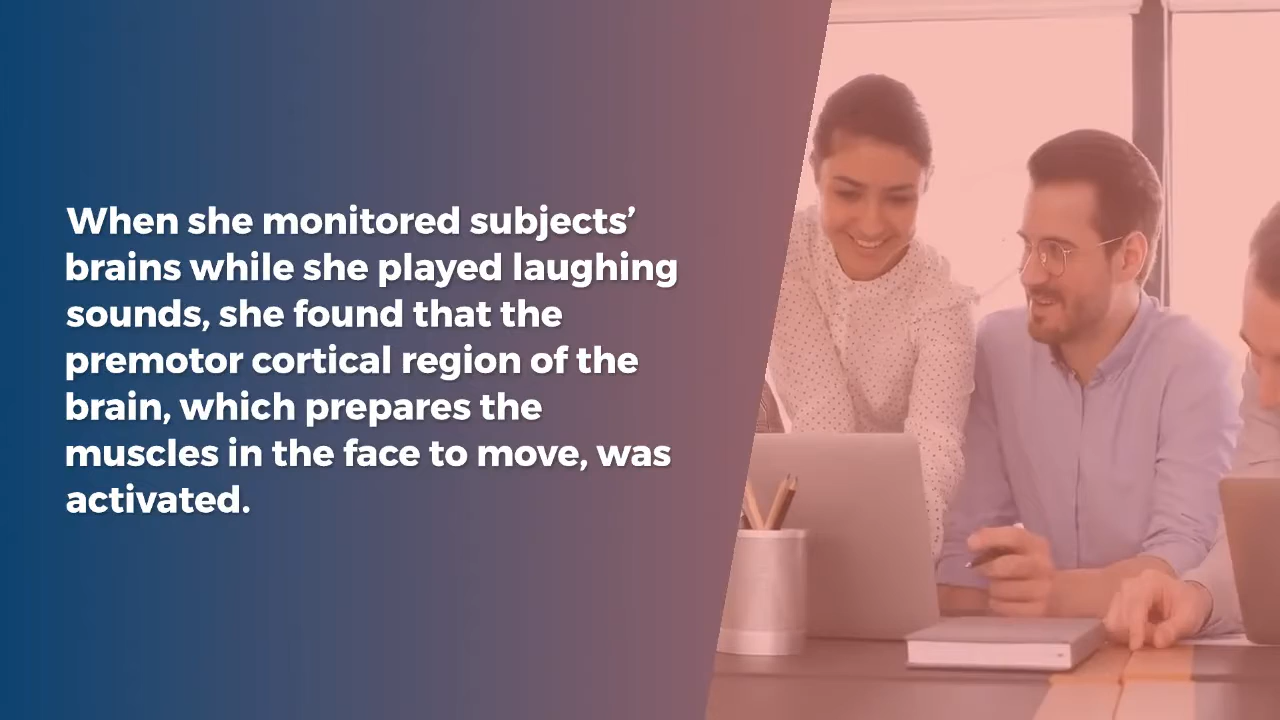 When she monitored subjects’
brains while she played laughing
sounds, she found that the
premotor cortical region of the
brain, which prepares the
muscles in the face to move, was
activated.